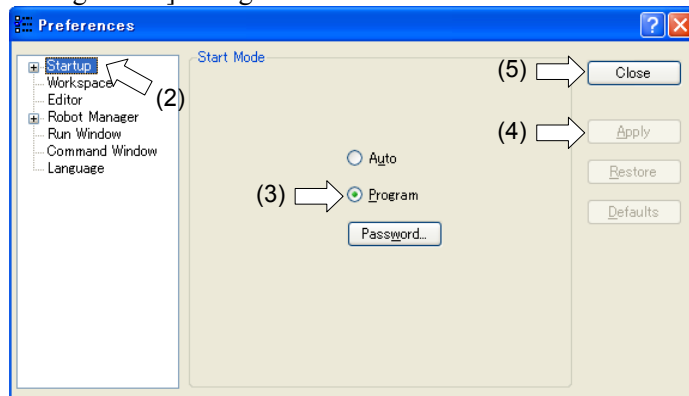 Preferences
Startup
Workspace
Editor
Robot Manager
Run Window
Command Window
Language
(2)
Start Mode
Auto
(3)
Program
Password...
(5)
Close
(4)
Apply
Restore
Defaults